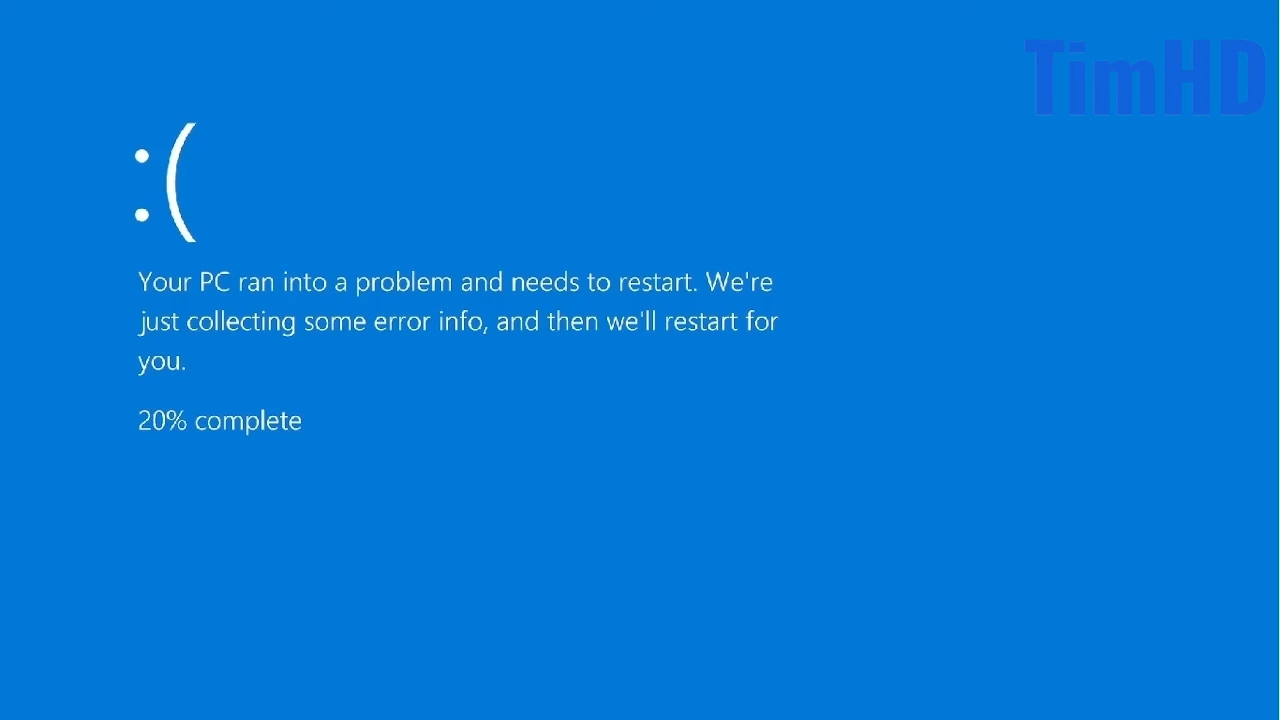 TimHD
:(
Your PC ran into a problem and needs to restart. We're
just collecting some error info, and then we'll restart for
you.
20% complete